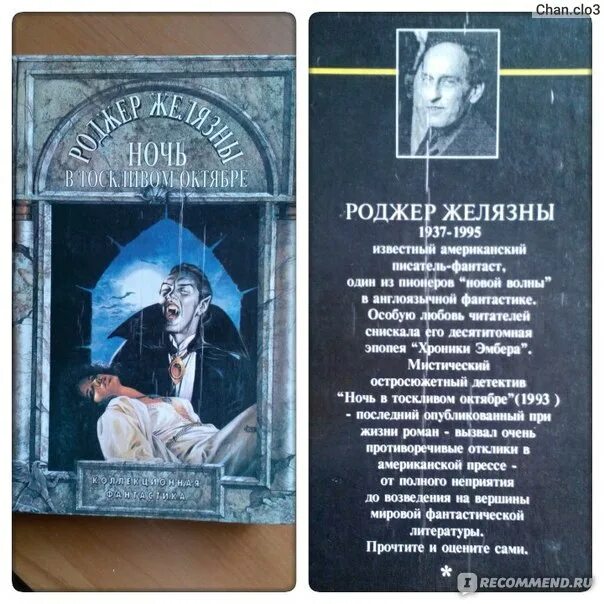 Chan.clo3
РОДЖЕР ЖЕЛЯЗНЫ
НОЧЬ
В ТОСКЛИВОМ ОКТЯБРЕ
КОЛЛЕКЦИОННАЯ
ФАНТАСТИКА
РОДЖЕР ЖЕЛЯЗНЫ
1937-1995
известный американский
писатель-фантаст,
один из пионеров "новой волны"
в англоязычной фантастике.
Особую любовь читателей
снискала его десятитомная
эпопея "Хроники Эмбера".
Мистический
остросюжетный детектив
"Ночь в тоскливом октябре"(1993 )
- последний опубликованный при
жизни роман - вызвал очень
противоречивые отклики в
американской прессе -
от полного неприятия
до возведения на вершины
мировой фантастической
литературы.
Прочтите и оцените сами.
*
IRECOMMEND.RU